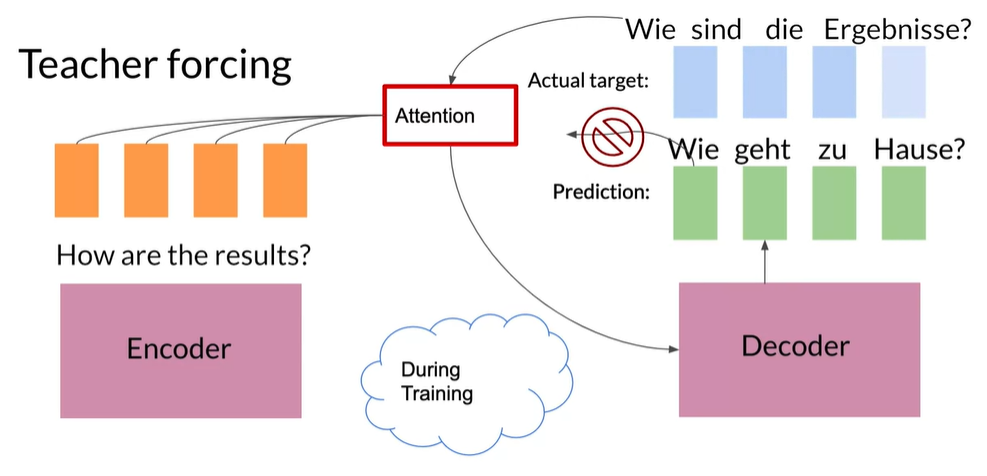 Teacher forcing
Wie sind die Ergebnisse?
Actual target:
Attention
Wie geht zu Hause?
Prediction:
How are the results?
Encoder
Decoder
During
Training